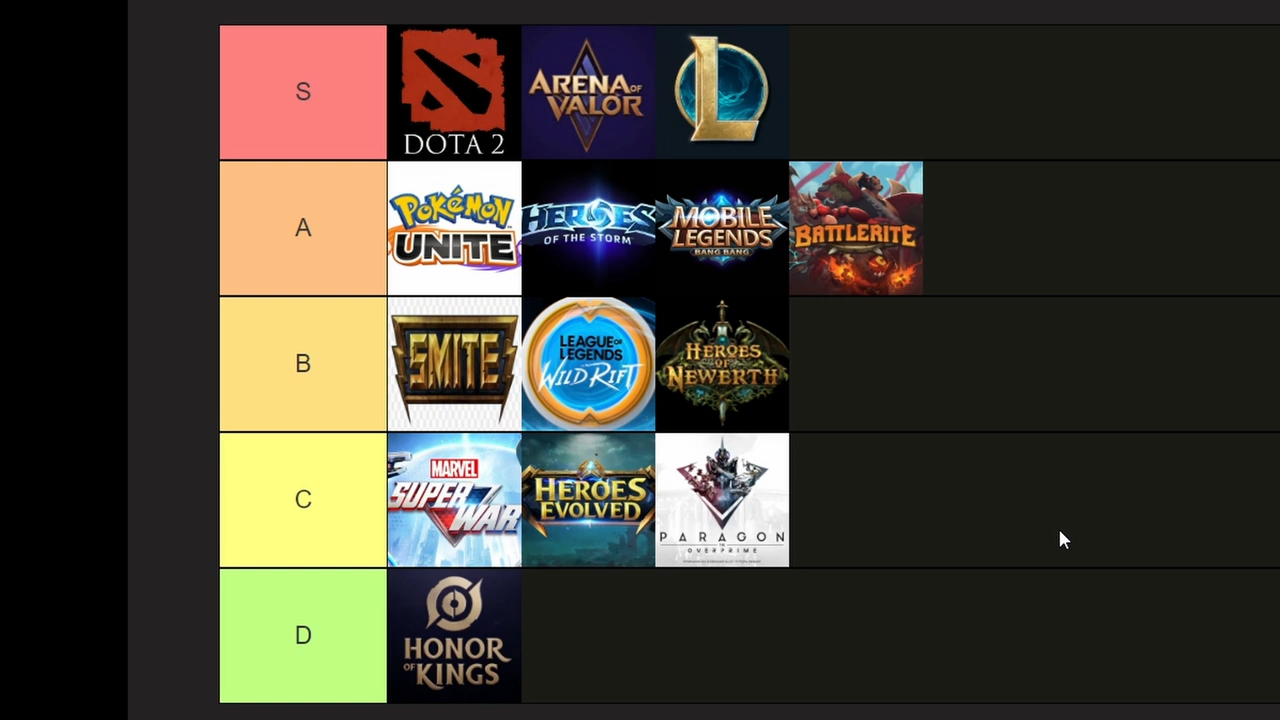 S
DOTA 2
ARENA OF
VALOR
L
A
POKéMON
UNITE
HEROES
OF THE STORM
MOBILE
LEGENDS
BANG BANG
BATTLERITE
B
SMITE
LEAGUE OF
LEGENDS
WILD RIFT
HEROES
OF
NEWERTH
C
MARVEL
SUPER
WAR
HEROES
EVOLVED
PARAGON
THE
OVERPRIME
D
HONOR
OF KINGS